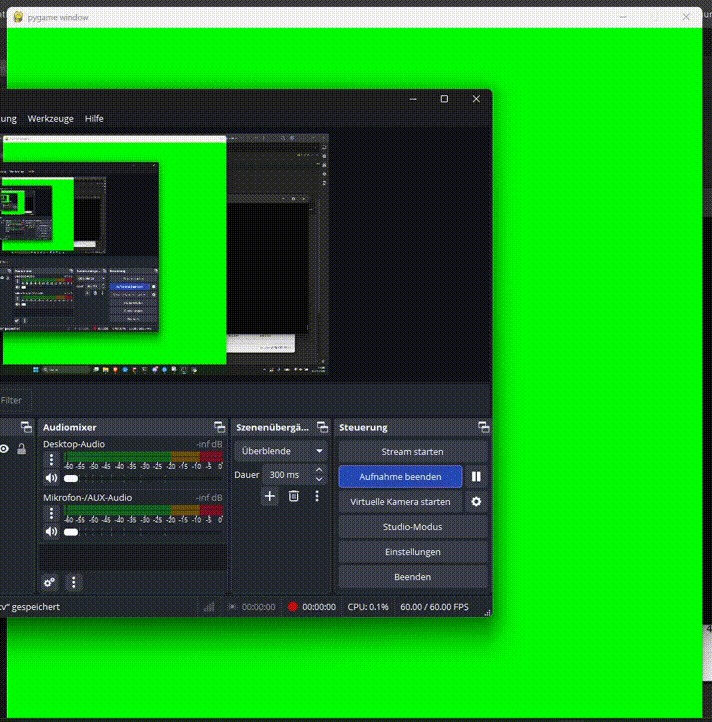 pygame window
ung Werkzeuge Hilfe
Filter
Audiomixer
Desktop-Audio -inf dB
-60 -55 -50 -45 -40 -35 -30 -25 -20 -15 -10 -5 0
Mikrofon-/AUX-Audio -inf dB
-60 -55 -50 -45 -40 -35 -30 -25 -20 -15 -10 -5 0
Szenenübergä...
Überblende
Dauer 300 ms
Steuerung
Stream starten
Aufnahme beenden
Virtuelle Kamera starten
Studio-Modus
Einstellungen
Beenden
v" gespeichert 00:00:00 00:00:00 CPU: 0.1% 60.00 / 60.00 FPS